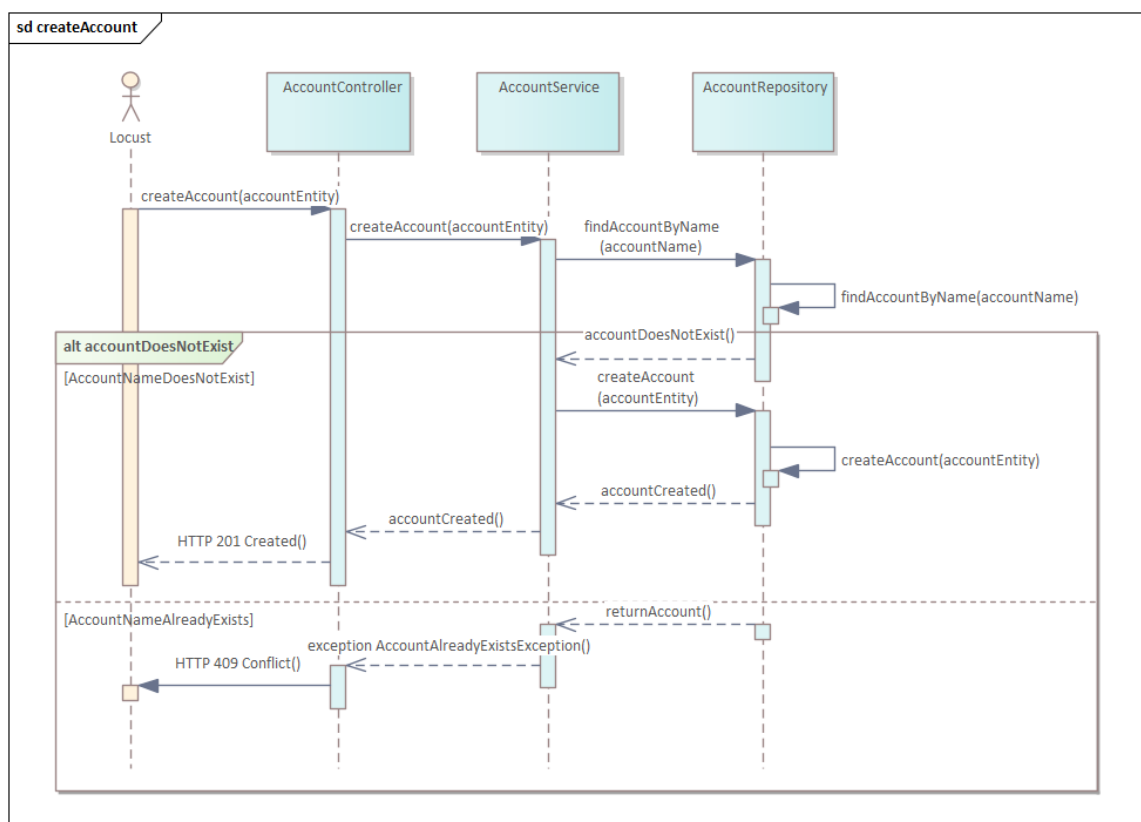 sd createAccount
AccountController
AccountService
AccountRepository
Locust
createAccount(accountEntity)
createAccount(accountEntity)
findAccountByName
(accountName)
findAccountByName(accountName)
alt accountDoesNotExist
accountDoesNotExist()
[AccountNameDoesNotExist]
createAccount
(accountEntity)
createAccount(accountEntity)
accountCreated()
accountCreated()
HTTP 201 Created()
[AccountNameAlreadyExists]
returnAccount()
exception AccountAlreadyExistsException()
HTTP 409 Conflict()